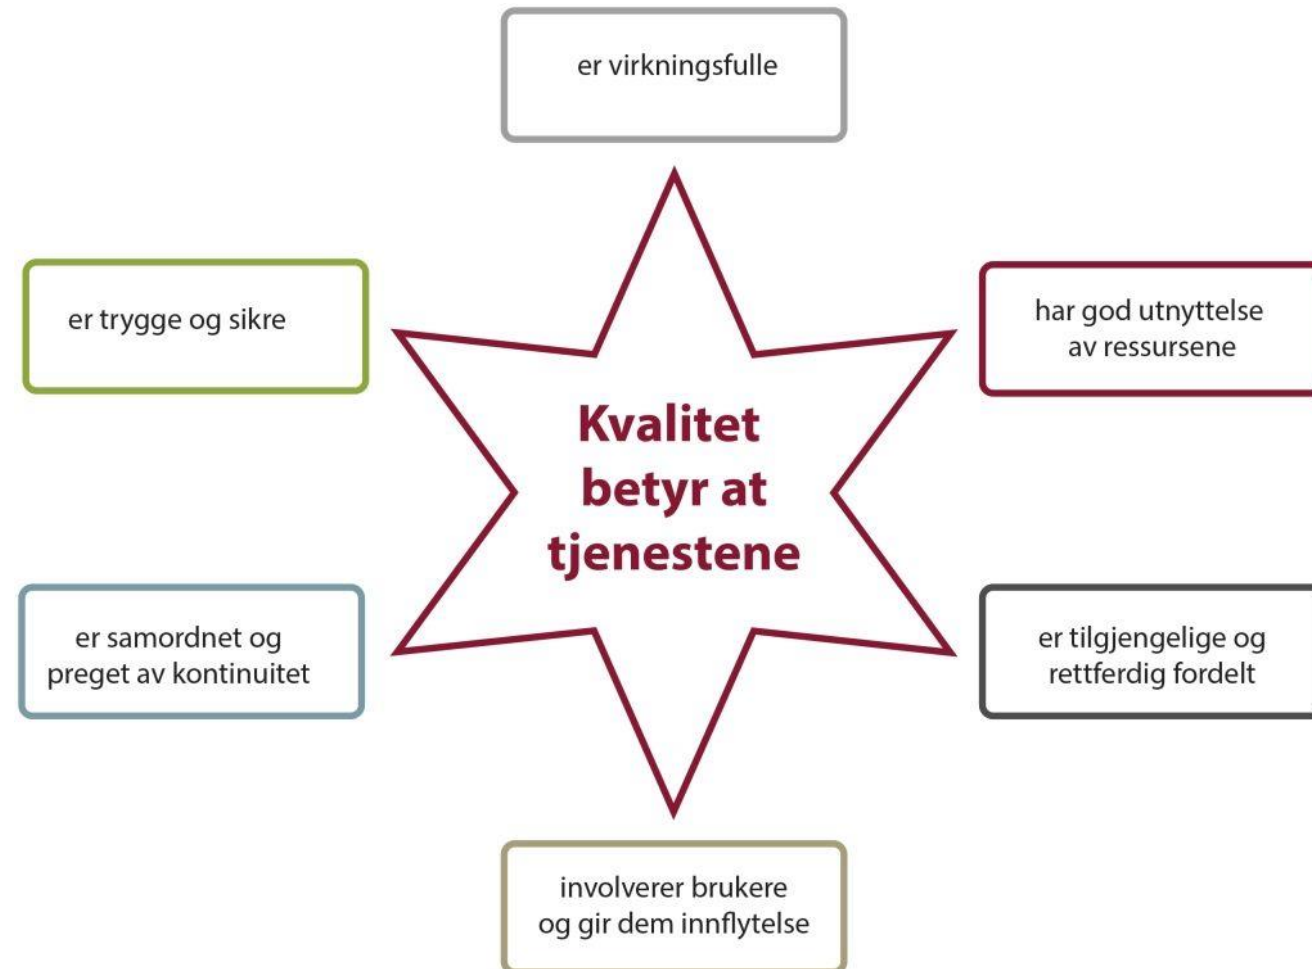 er virkningsfulle
er trygge og sikre
har god utnyttelse
av ressursene
Kvalitet
betyr at
tjenestene
er samordnet og
preget av kontinuitet
er tilgjengelige og
rettferdig fordelt
involverer brukere
og gir dem innflytelse